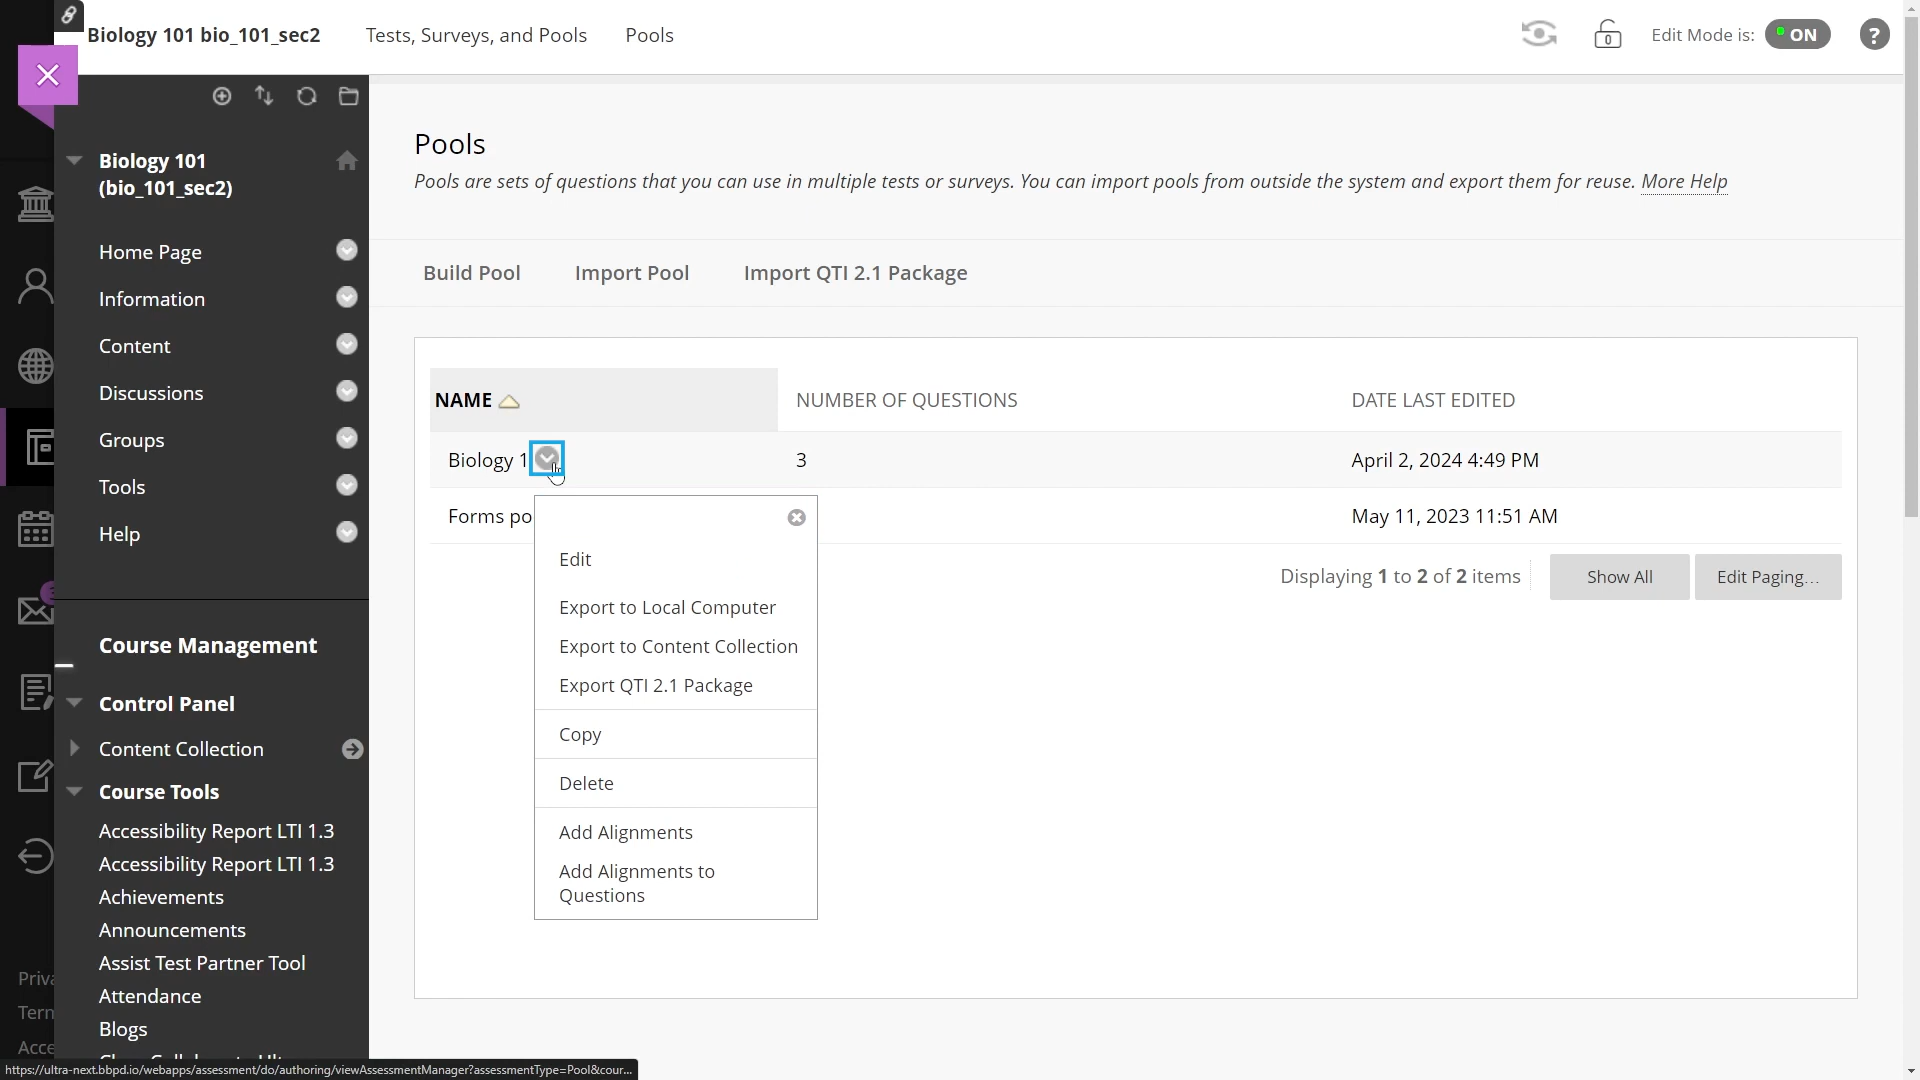 Biology 101 bio_101_sec2
Tests, Surveys, and Pools
Pools
0
Edit Mode is:
ON
?
Biology 101
(bio_101_sec2)
Home Page
Information
Content
Discussions
Groups
Tools
Help
Course Management
Control Panel
Content Collection
Course Tools
Accessibility Report LTI 1.3
Accessibility Report LTI 1.3
Achievements
Announcements
Assist Test Partner Tool
Attendance
Blogs
Priva
Tern
Acce
Pools
Pools are sets of questions that you can use in multiple tests or surveys. You can import pools from outside the system and export them for reuse. More Help
Build Pool
Import Pool
Import QTI 2.1 Package
NAME
NUMBER OF QUESTIONS
DATE LAST EDITED
Biology 1
3
April 2, 2024 4:49 PM
Forms po
May 11, 2023 11:51 AM
Displaying 1 to 2 of 2 items
Show All
Edit Paging...
Edit
Export to Local Computer
Export to Content Collection
Export QTI 2.1 Package
Copy
Delete
Add Alignments
Add Alignments to
Questions
https://ultra-next.bbpd.io/webapps/assessment/do/authoring/viewAssessmentManager?assessmentType=Pool&cour...